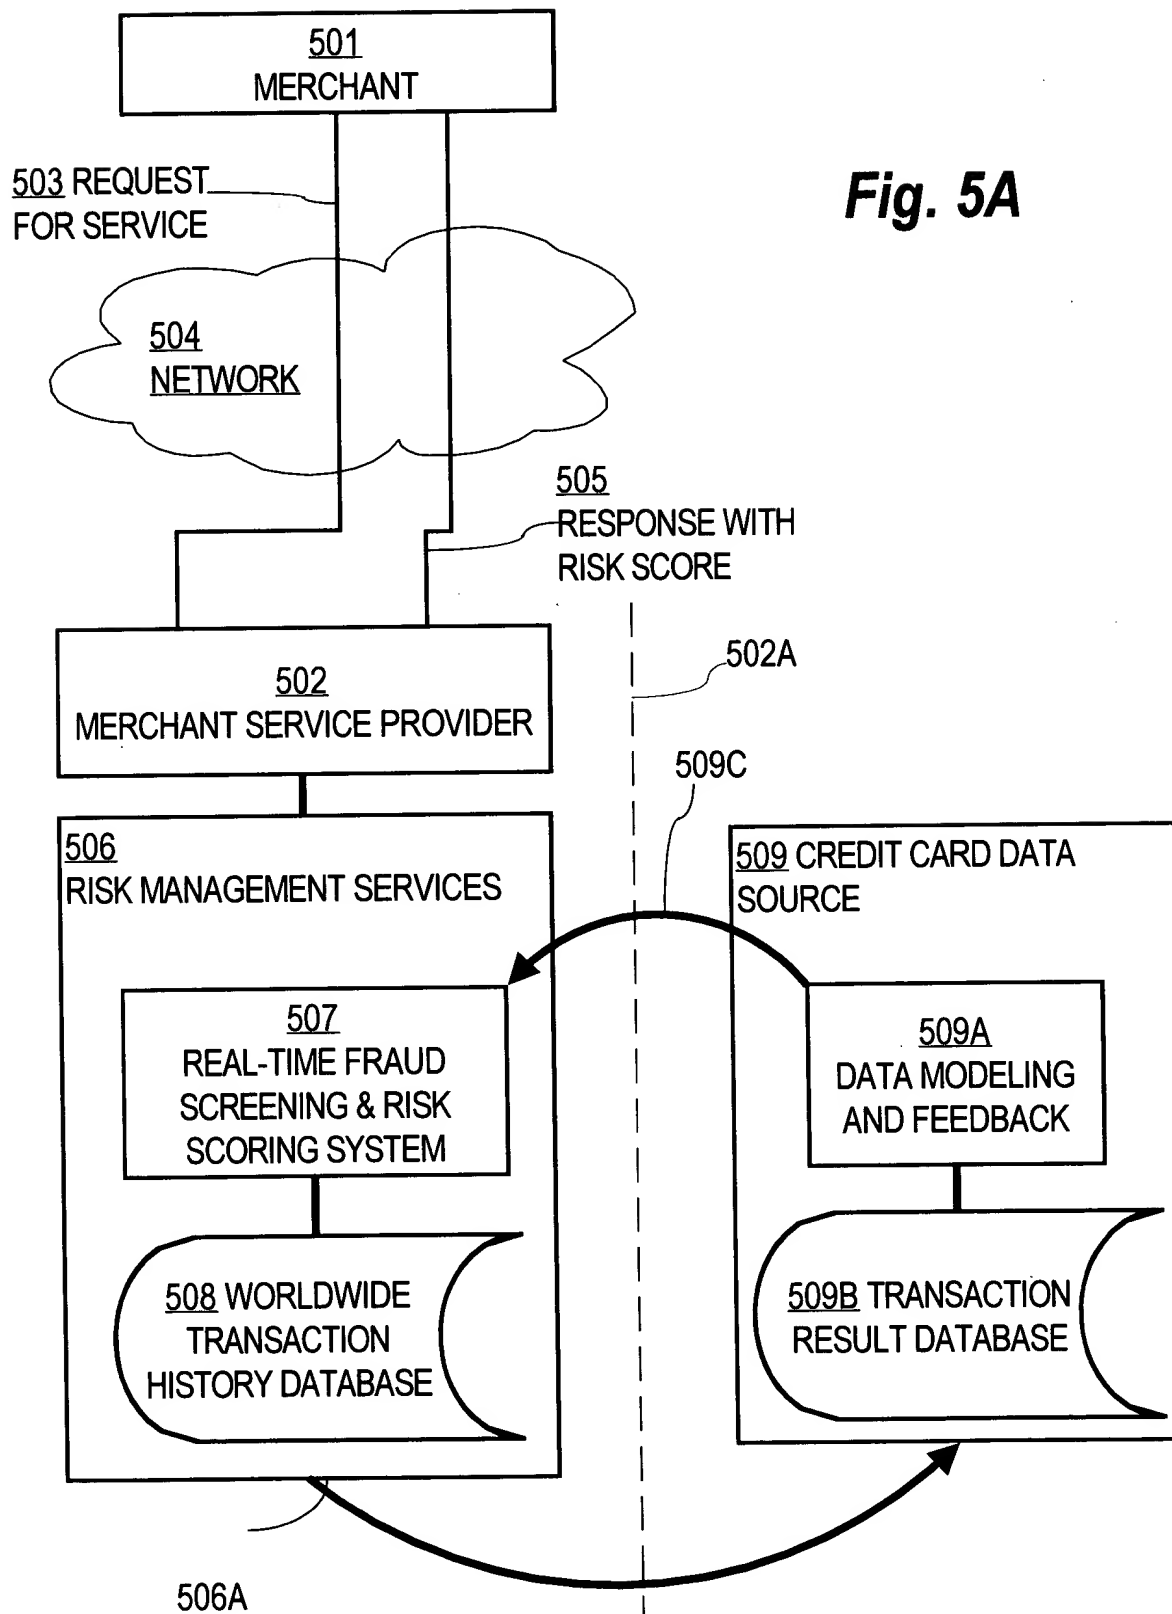 501
MERCHANT
503 REQUEST
FOR SERVICE
Fig. 5A
504
NETWORK
505
RESPONSE WITH
RISK SCORE
502A
502
MERCHANT SERVICE PROVIDER
509C
506
RISK MANAGEMENT SERVICES
509 CREDIT CARD DATA
SOURCE
507
REAL-TIME FRAUD
SCREENING & RISK
SCORING SYSTEM
509A
DATA MODELING
AND FEEDBACK
508 WORLDWIDE
TRANSACTION
HISTORY DATABASE
509B TRANSACTION
RESULT DATABASE
506A